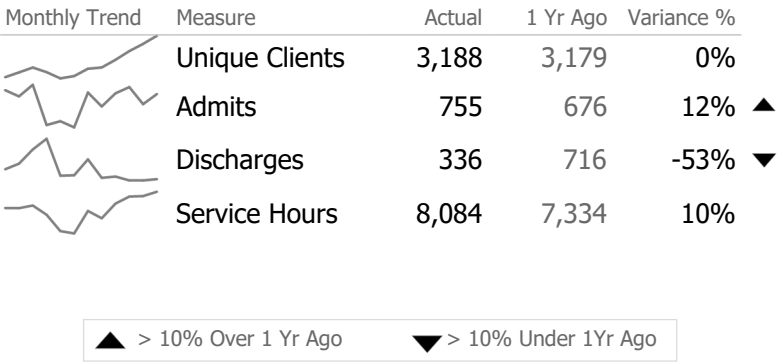 Monthly Trend Measure Actual 1 Yr Ago Variance %
Unique Clients 3,188 3,179 0%
Admits 755 676 12%
Discharges 336 716 -53%
Service Hours 8,084 7,334 10%
> 10% Over 1 Yr Ago > 10% Under 1Yr Ago